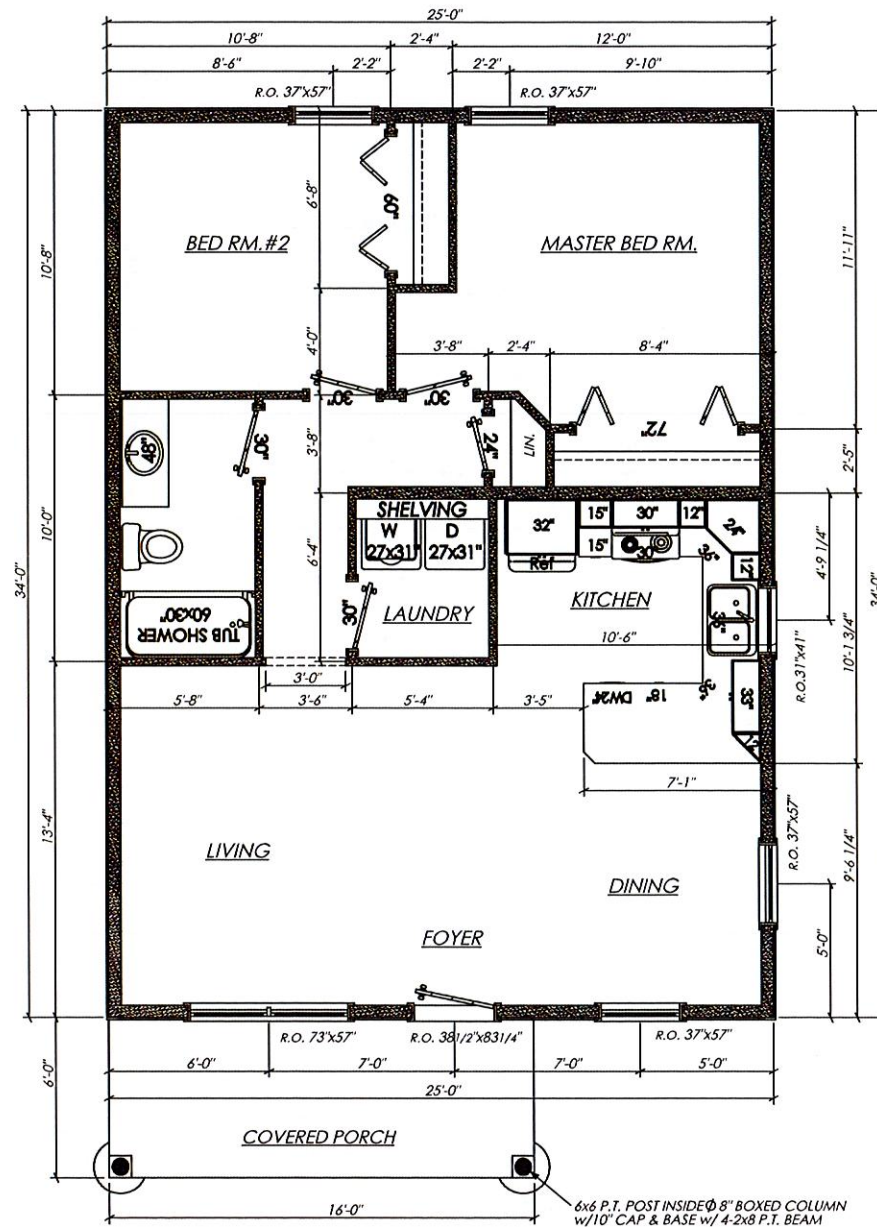 25'-0"
10'-8"
2'-4"
12'-0"
8'-6"
2'-2"
2'-2"
9'-10"
R.O. 37"x57"
R.O. 37"x57"
6'-8"
60"
BED RM.#2
MASTER BED RM.
10'-8"
11'-11"
4'-0"
3'-8"
2'-4"
8'-4"
30"
30"
72"
48"
30"
3'-8"
24"
LIN.
2'-5"
SHELVING
W
D
27x31"
27x31"
32"
Ref
15"
30"
12"
24"
15"
30"
36"
12"
10'-0"
6'-4"
4'-9 1/4"
34'-0"
34'-0"
KITCHEN
30"
LAUNDRY
36"
TUB SHOWER
60x30"
10'-6"
R.O.31"x41"
10'-1 3/4"
3'-0"
5'-8"
3'-6"
5'-4"
3'-5"
DW24"
18"
36"
33"
7'-1"
13'-4"
R.O. 37"x57"
LIVING
DINING
9'-6 1/4"
FOYER
5'-0"
R.O. 73"x57"
R.O. 381/2"x831/4"
R.O. 37"x57"
6'-0"
6'-0"
7'-0"
7'-0"
5'-0"
25'-0"
COVERED PORCH
16'-0"
6x6 P.T. POST INSIDE Φ 8" BOXED COLUMN
w/10" CAP & BASE w/ 4-2x8 P.T. BEAM